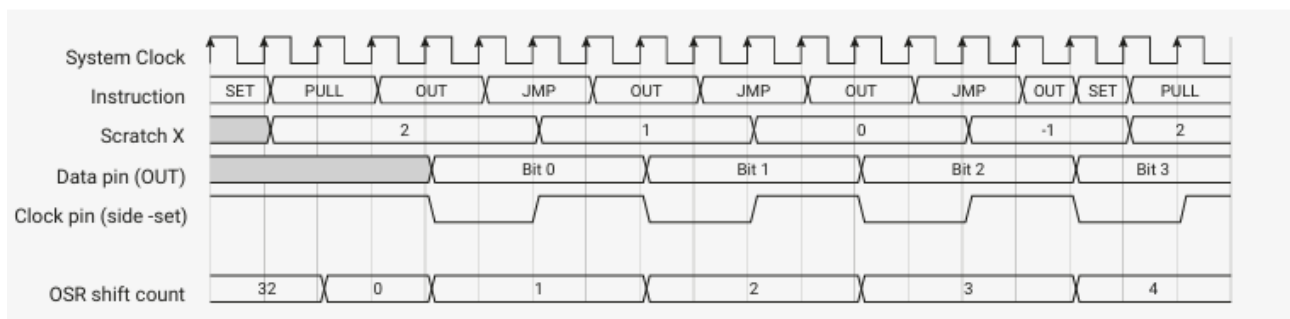 System Clock
Instruction SET PULL OUT JMP OUT JMP OUT JMP OUT SET PULL
Scratch X 2 1 0 -1 2
Data pin (OUT) Bit 0 Bit 1 Bit 2 Bit 3
Clock pin (side -set)
OSR shift count 32 0 1 2 3 4